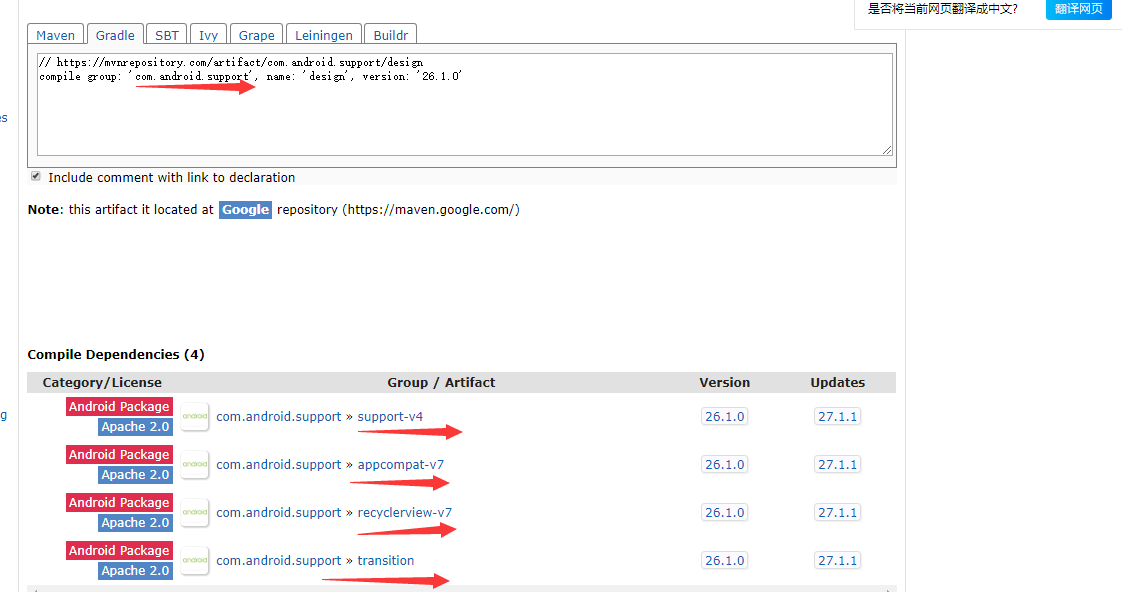 是否将当前网页翻译成中文?
翻译网页
Maven
Gradle
SBT
Ivy
Grape
Leiningen
Buildr
// https://mvnrepository.com/artifact/com.android.support/design
compile group: 'com.android.support', name: 'design', version: '26.1.0'
es
Include comment with link to declaration
Note: this artifact it located at Google repository (https://maven.google.com/)
Compile Dependencies (4)
Category/License Group / Artifact Version Updates
Android Package
Apache 2.0
android
com.android.support » support-v4 26.1.0 27.1.1
g
Android Package
Apache 2.0
android
com.android.support » appcompat-v7 26.1.0 27.1.1
Android Package
Apache 2.0
android
com.android.support » recyclerview-v7 26.1.0 27.1.1
Android Package
Apache 2.0
android
com.android.support » transition 26.1.0 27.1.1